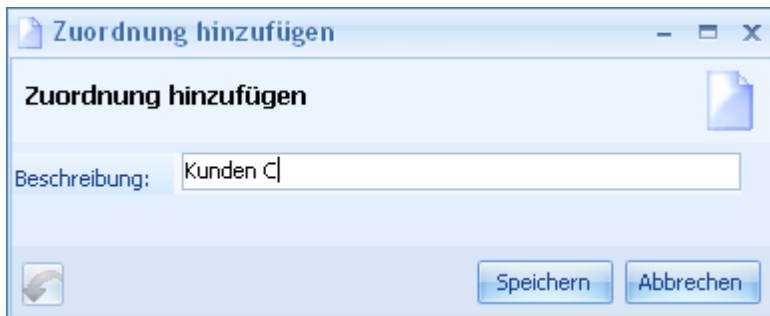 Zuordnung hinzufügen
Zuordnung hinzufügen
Beschreibung: Kunden C
Speichern Abbrechen